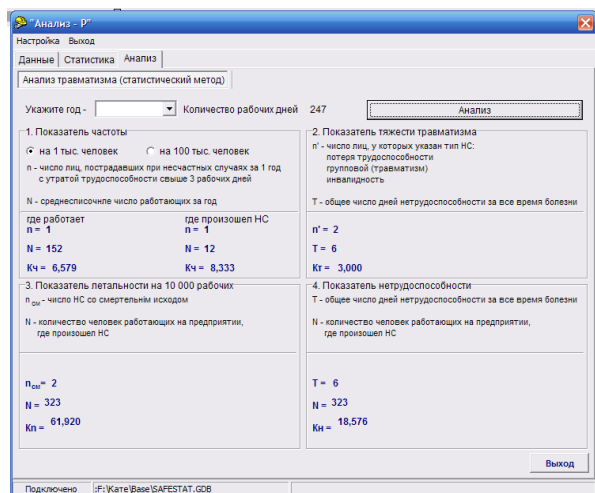 "Анализ - Р"
Настройка Выход
Данные Статистика Анализ
Анализ травматизма (статистический метод)
Укажите год - Количество рабочих дней 247 Анализ
1. Показатель частоты
на 1 тыс. человек на 100 тыс. человек
n - число лиц, пострадавших при несчастных случаях за 1 год
с утратой трудоспособности свыше 3 рабочих дней
N - среднесписочнле число работающих за год
где работает где произошел НС
n = 1 n = 1
N = 152 N = 12
Кч = 6,579 Кч = 8,333
2. Показатель тяжести травматизма
n' - число лиц, у которых указан тип НС:
потеря трудоспособности
групповой (травматизм)
инвалидность
Т - общее число дней нетрудоспособности за все время болезни
n' = 2
Т = 6
Кт = 3,000
3. Показатель летальности на 10 000 рабочих
n см - число НС со смертельнім исходом
N - количество человек работающих на предприятии,
где произошел НС
n см = 2
N = 323
Кл = 61,920
4. Показатель нетрудоспособности
Т - общее число дней нетрудоспособности за все время болезни
N - количество человек работающих на предприятии,
где произошел НС
Т = 6
N = 323
Кн = 18,576
Выход
Подключено :F:\Кате\Base\SAFESTAT.GDB